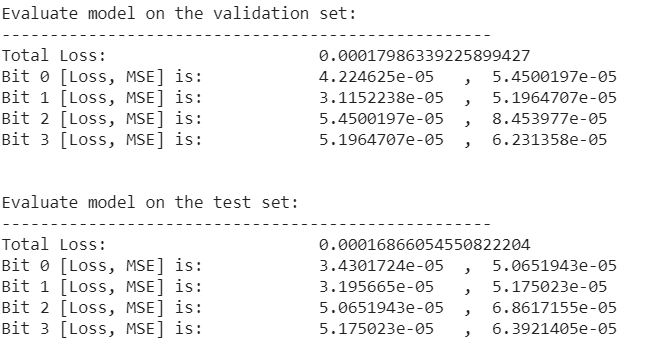 Evaluate model on the validation set:
--------------------------------------------------
Total Loss: 0.00017986339225899427
Bit 0 [Loss, MSE] is: 4.224625e-05 , 5.4500197e-05
Bit 1 [Loss, MSE] is: 3.1152238e-05 , 5.1964707e-05
Bit 2 [Loss, MSE] is: 5.4500197e-05 , 8.453977e-05
Bit 3 [Loss, MSE] is: 5.1964707e-05 , 6.231358e-05
Evaluate model on the test set:
--------------------------------------------------
Total Loss: 0.00016866054550822204
Bit 0 [Loss, MSE] is: 3.4301724e-05 , 5.0651943e-05
Bit 1 [Loss, MSE] is: 3.195665e-05 , 5.175023e-05
Bit 2 [Loss, MSE] is: 5.0651943e-05 , 6.8617155e-05
Bit 3 [Loss, MSE] is: 5.175023e-05 , 6.3921405e-05